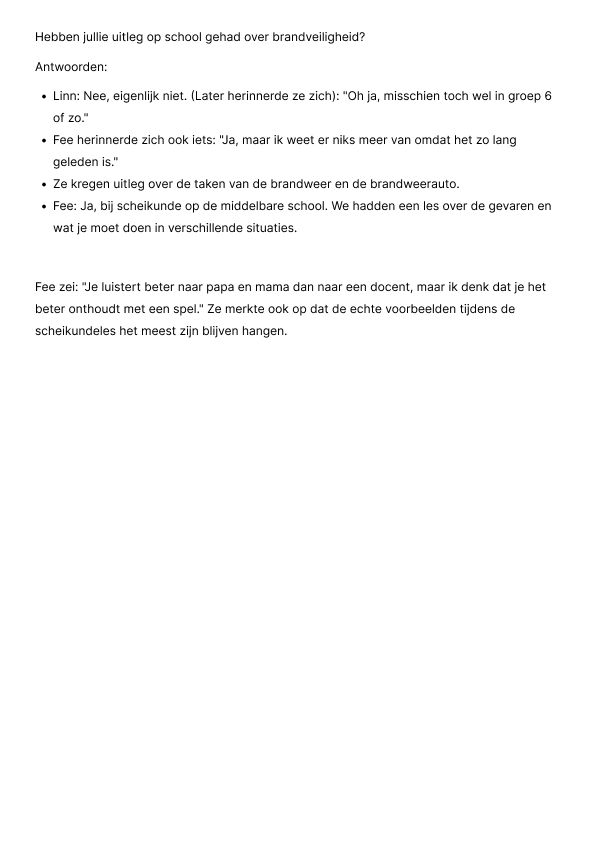 Hebben jullie uitleg op school gehad over brandveiligheid?
Antwoorden:
• Linn: Nee, eigenlijk niet. (Later herinnerde ze zich): "Oh ja, misschien toch wel in groep 6
of zo."
• Fee herinnerde zich ook iets: "Ja, maar ik weet er niks meer van omdat het zo lang
geleden is."
• Ze kregen uitleg over de taken van de brandweer en de brandweerauto.
• Fee: Ja, bij scheikunde op de middelbare school. We hadden een les over de gevaren en
wat je moet doen in verschillende situaties.
Fee zei: "Je luistert beter naar papa en mama dan naar een docent, maar ik denk dat je het
beter onthoudt met een spel." Ze merkte ook op dat de echte voorbeelden tijdens de
scheikundeles het meest zijn blijven hangen.